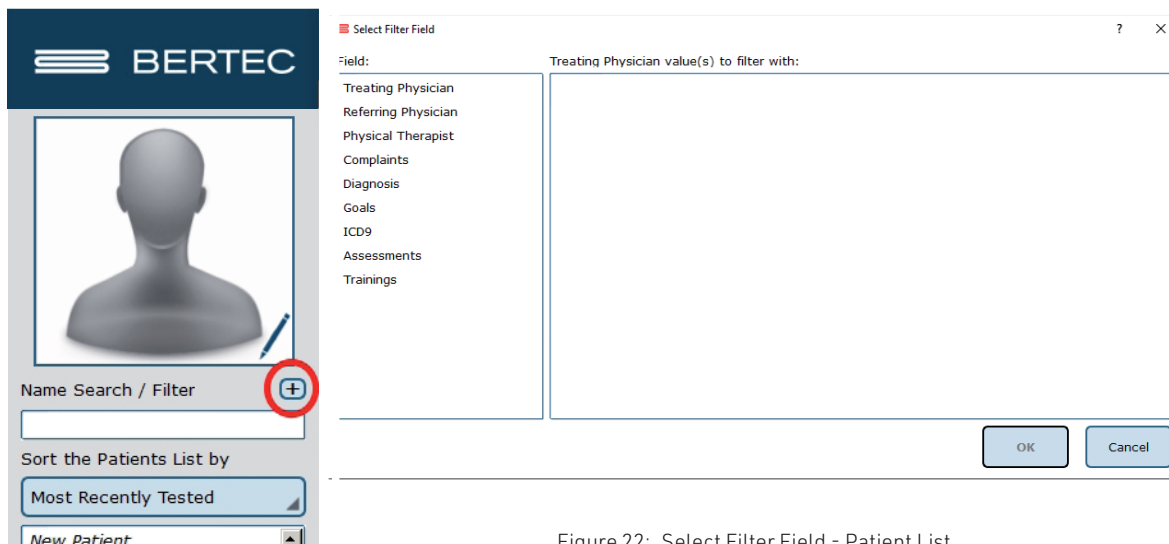 BERTEC
Name Search / Filter
Sort the Patients List by
Most Recently Tested
New Patient
Select Filter Field
? X
Field:
Treating Physician value(s) to filter with:
Treating Physician
Referring Physician
Physical Therapist
Complaints
Diagnosis
Goals
ICD9
Assessments
Trainings
OK
Cancel
Figure 22: Select Filter Field - Patient List